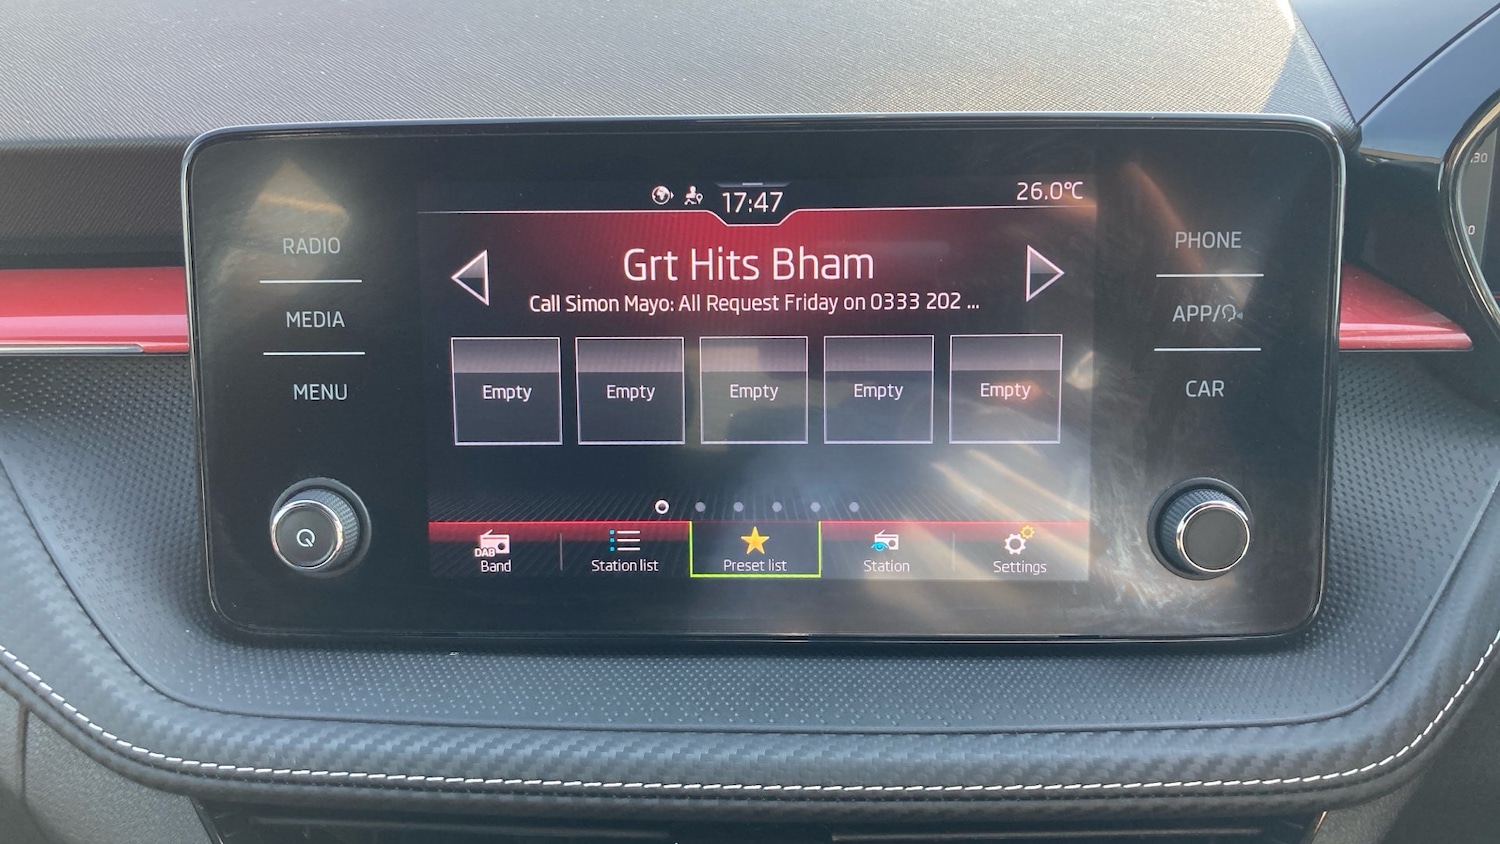 17:47
26.0°C
RADIO
MEDIA
MENU
Grt Hits Bham
Call Simon Mayo: All Request Friday on 0333 202 ...
Empty Empty Empty Empty Empty
DAB
Band Station list Preset list Station Settings
PHONE
APP/
CAR